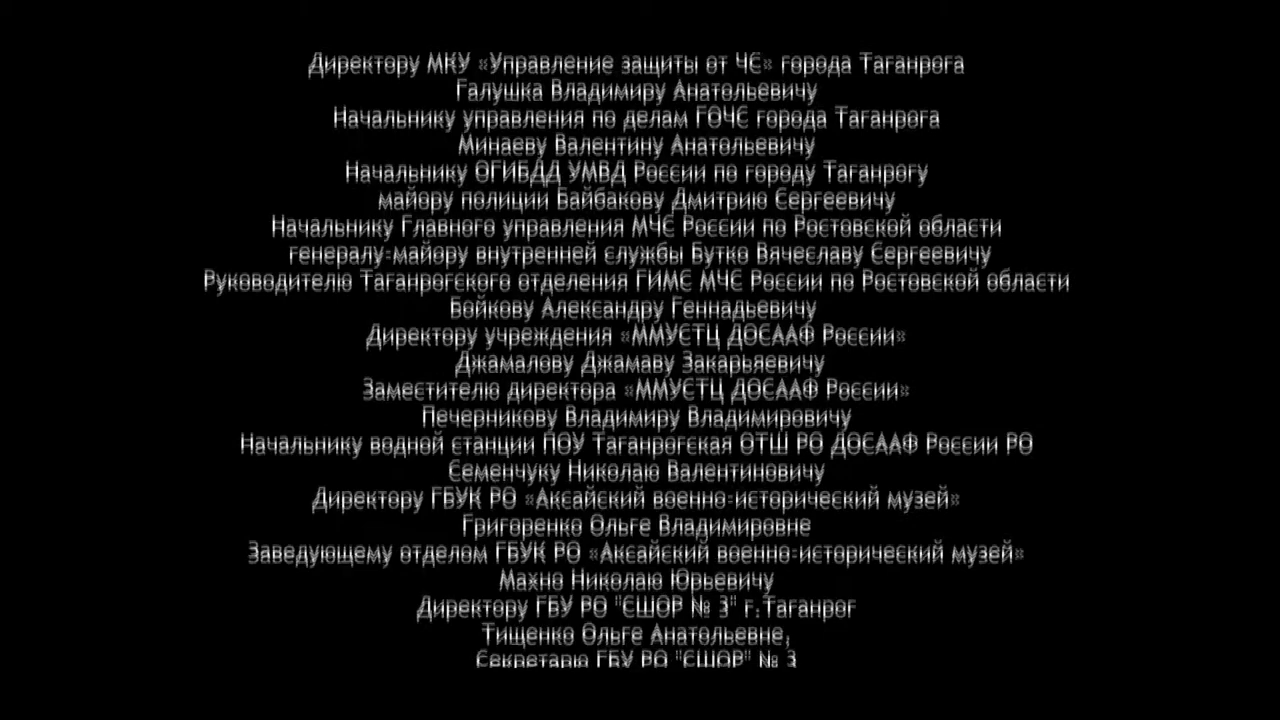 Директору МКУ «Управление защиты от ЧС» города Таганрога
Галушка Владимиру Анатольевичу
Начальнику управления по делам ГОЧС города Таганрога
Минаеву Валентину Анатольевичу
Начальнику ОГИБДД УМВД России по городу Таганрогу
майору полиции Байбакову Дмитрию Сергеевичу
Начальнику Главного управления МЧС России по Ростовской области
генералу-майору внутренней службы Бутко Вячеславу Сергеевичу
Руководителю Таганрогского отделения ГИМС МЧС России по Ростовской области
Бойкову Александру Геннадьевичу
Директору учреждения «ММУСТЦ ДОСААФ России»
Джамалову Джамаву Закарьяевичу
Заместителю директора «ММУСТЦ ДОСААФ России»
Печерникову Владимиру Владимировичу
Начальнику водной станции ПОУ Таганрогская ОТШ РО ДОСААФ России РО
Семенчуку Николаю Валентиновичу
Директору ГБУК РО «Аксайский военно-исторический музей»
Григоренко Ольге Владимировне
Заведующему отделом ГБУК РО «Аксайский военно-исторический музей»
Махно Николаю Юрьевичу
Директору ГБУ РО "СШОР № 3" г.Таганрог
Тищенко Ольге Анатольевне,
Секретарю ГБУ РО "СШОР" № 3